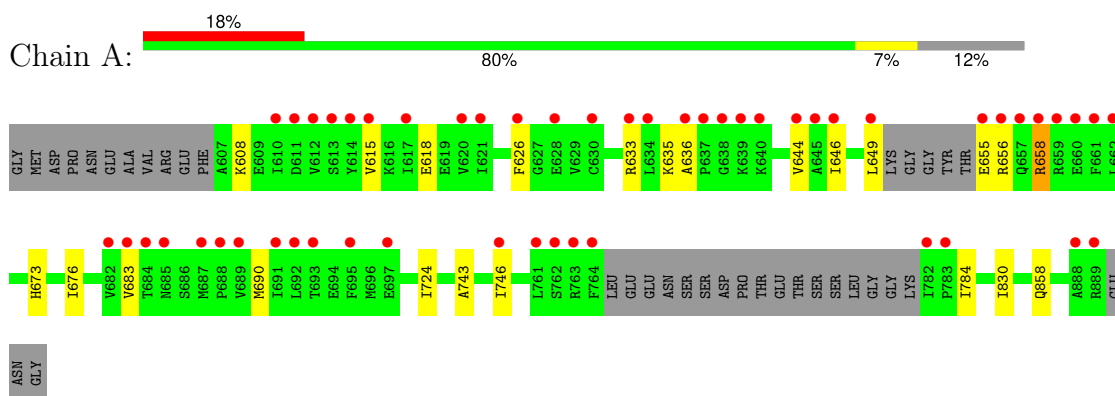 18%
Chain A:
80% 7% 12%
GLY MET ASP PRO ASN GLU ALA VAL ARG GLU PHE A607 K608 E609 I610 D611 V612 S613 Y614 V615 K616 I617 E618 E619 V620 I621 F626 G627 E628 V629 C630 R633 L634 K635 A636 P637 G638 K639 K640 V644 A645 I646 L649 LYS GLY GLY TYR THR E655 R656 Q657 R658 R659 E660 F661 L662
H673 I676 V682 V683 T684 N685 S686 M687 P688 V689 M690 I691 L692 T693 E694 F695 M696 E697 I724 A743 I746 L761 S762 R763 F764 LEU GLU GLU ASN SER SER ASP PRO THR GLU THR SER SER LEU GLY GLY LYS I782 P783 I784 I830 Q858 A888 R889 GLU
ASN GLY